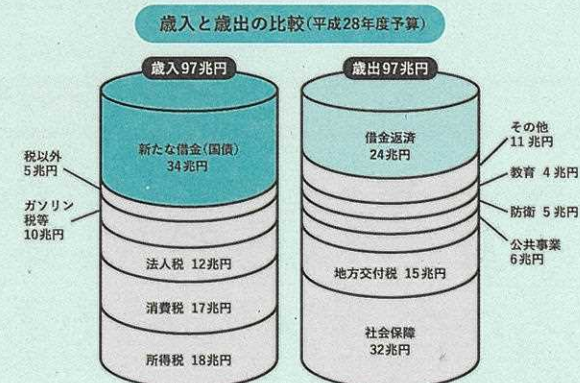 歳入と歳出の比較(平成28年度予算)
歳入97兆円
新たな借金(国債)
34兆円
税以外
5兆円
ガソリン
税等
10兆円
法人税 12兆円
消費税 17兆円
所得税 18兆円
歳出97兆円
借金返済
24兆円
その他
11兆円
教育 4兆円
防衛 5兆円
公共事業
6兆円
地方交付税 15兆円
社会保障
32兆円